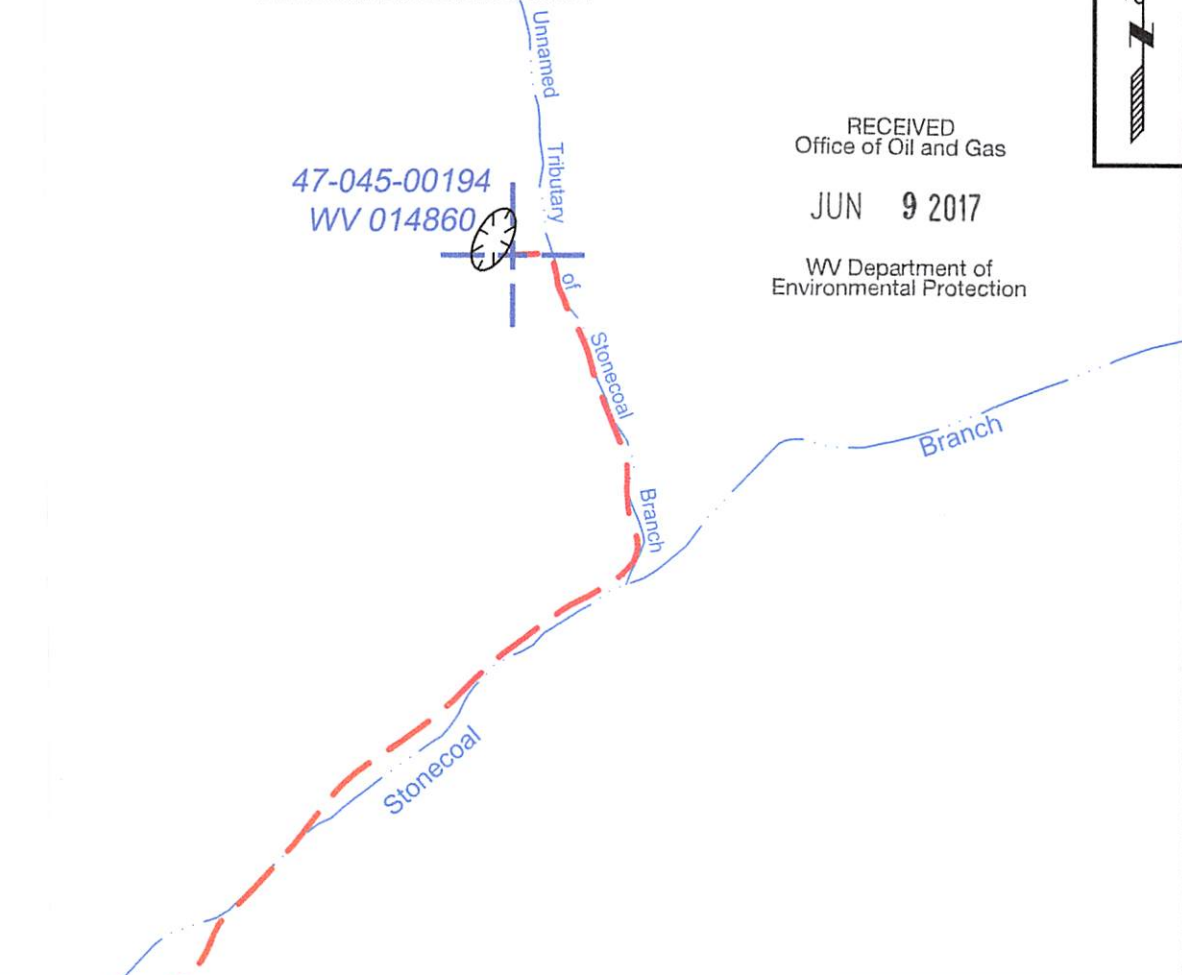 Unnamed
Tributary
of
Stonecoal
Branch
47-045-00194
WV 014860
RECEIVED
Office of Oil and Gas
JUN 9 2017
WV Department of
Environmental Protection
Branch
Stonecoal